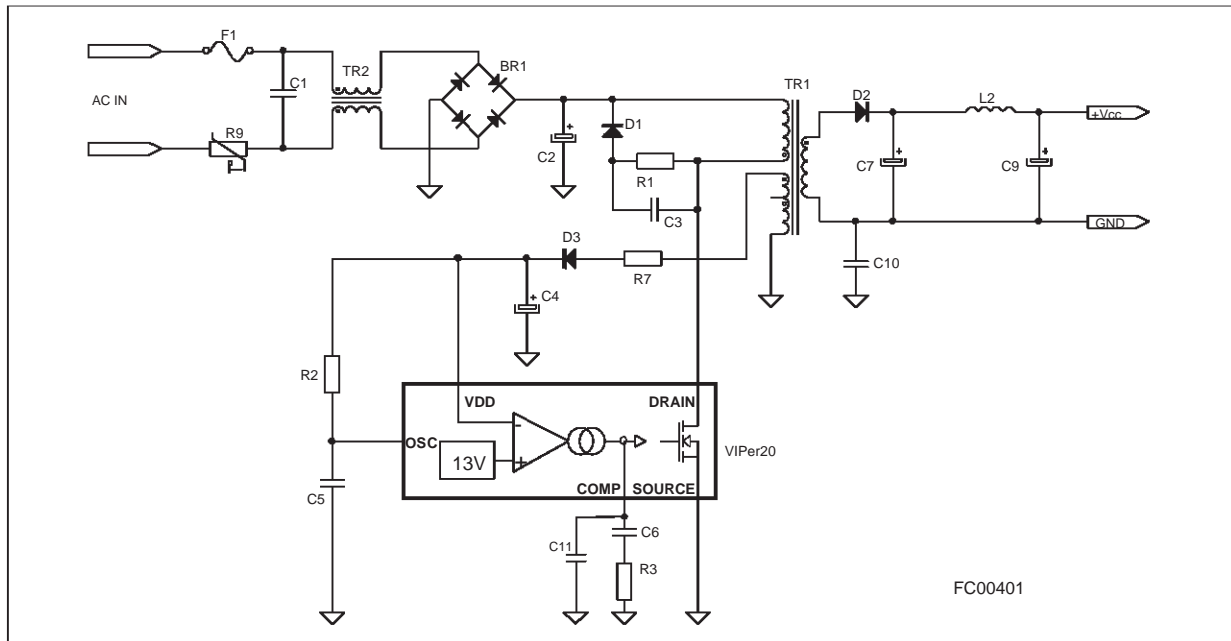 F1
BR1
TR1
TR2
C1
AC IN
D2
L2
+Vcc
R9
D1
C2
R1
C7
C9
C3
GND
D3
R7
C10
C4
R2
VDD
DRAIN
OSC
VIPer20
13V
COMP
SOURCE
C5
C6
C11
R3
FC00401
+
+
+
+
-
+